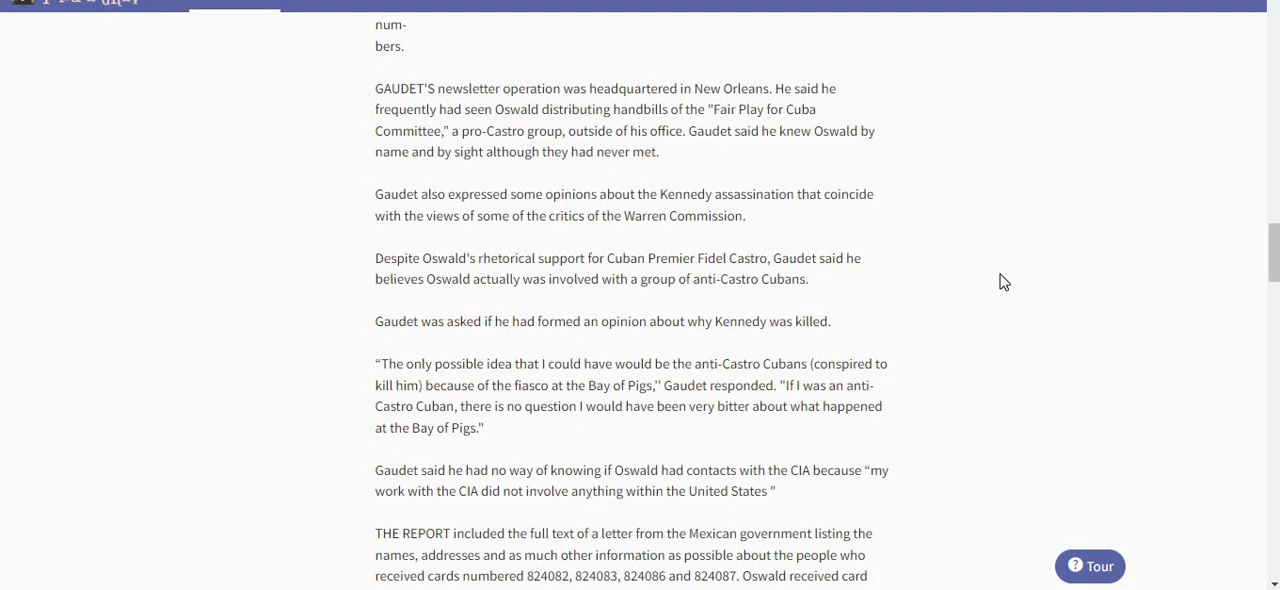 num-
bers.
GAUDET'S newsletter operation was headquartered in New Orleans. He said he
frequently had seen Oswald distributing handbills of the "Fair Play for Cuba
Committee,” a pro-Castro group, outside of his office. Gaudet said he knew Oswald by
name and by sight although they had never met.
Gaudet also expressed some opinions about the Kennedy assassination that coincide
with the views of some of the critics of the Warren Commission.
Despite Oswald's rhetorical support for Cuban Premier Fidel Castro, Gaudet said he
believes Oswald actually was involved with a group of anti-Castro Cubans.
Gaudet was asked if he had formed an opinion about why Kennedy was killed.
“The only possible idea that I could have would be the anti-Castro Cubans (conspired to
kill him) because of the fiasco at the Bay of Pigs,'' Gaudet responded. "If I was an anti-
Castro Cuban, there is no question I would have been very bitter about what happened
at the Bay of Pigs."
Gaudet said he had no way of knowing if Oswald had contacts with the CIA because “my
work with the CIA did not involve anything within the United States "
THE REPORT included the full text of a letter from the Mexican government listing the
names, addresses and as much other information as possible about the people who
received cards numbered 824082, 824083, 824086 and 824087. Oswald received card
Tour